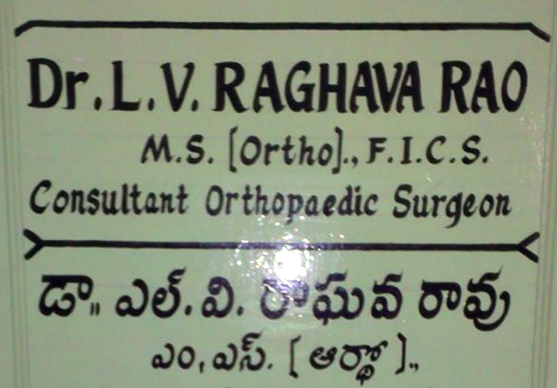 Dr. L. V. RAGHAVA RAO
M.S. [Ortho]., F.I.C.S.
Consultant Orthopaedic Surgeon
డా,, ఎల్. వి. రాఘవ రావు
ఎం, ఎస్. [ ఆర్థో ].,